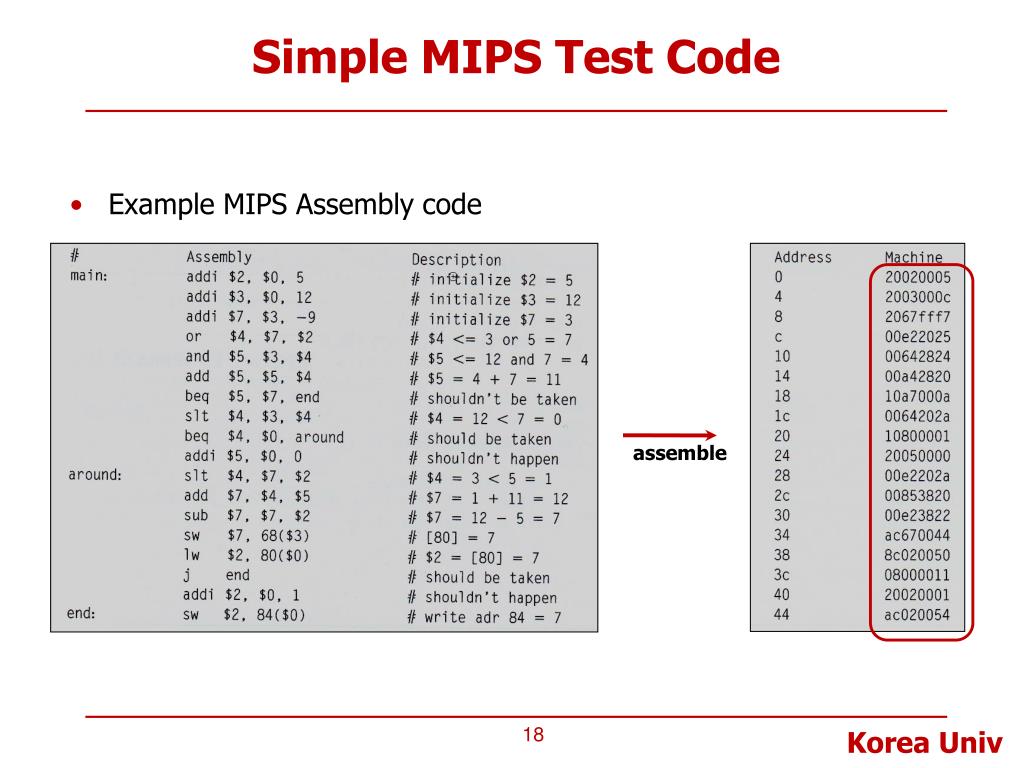 Simple MIPS Test Code
• Example MIPS Assembly code
# Assembly Description
main: addi $2, $0, 5 # initialize $2 = 5
addi $3, $0, 12 # initialize $3 = 12
addi $7, $3, −9 # initialize $7 = 3
or $4, $7, $2 # $4 <= 3 or 5 = 7
and $5, $3, $4 # $5 <= 12 and 7 = 4
add $5, $5, $4 # $5 = 4 + 7 = 11
beq $5, $7, end # shouldn't be taken
slt $4, $3, $4 # $4 = 12 < 7 = 0
beq $4, $0, around # should be taken
addi $5, $0, 0 # shouldn't happen
around: slt $4, $7, $2 # $4 = 3 < 5 = 1
add $7, $4, $5 # $7 = 1 + 11 = 12
sub $7, $7, $2 # $7 = 12 − 5 = 7
sw $7, 68($3) # [80] = 7
lw $2, 80($0) # $2 = [80] = 7
j end # should be taken
addi $2, $0, 1 # shouldn't happen
end: sw $2, 84($0) # write adr 84 = 7
assemble
Address Machine
0 20020005
4 2003000c
8 2067fff7
c 00e22025
10 00642824
14 00a42820
18 10a7000a
1c 0064202a
20 10800001
24 20050000
28 00e2202a
2c 00853820
30 00e23822
34 ac670044
38 8c020050
3c 08000011
40 20020001
44 ac020054
18
Korea Univ